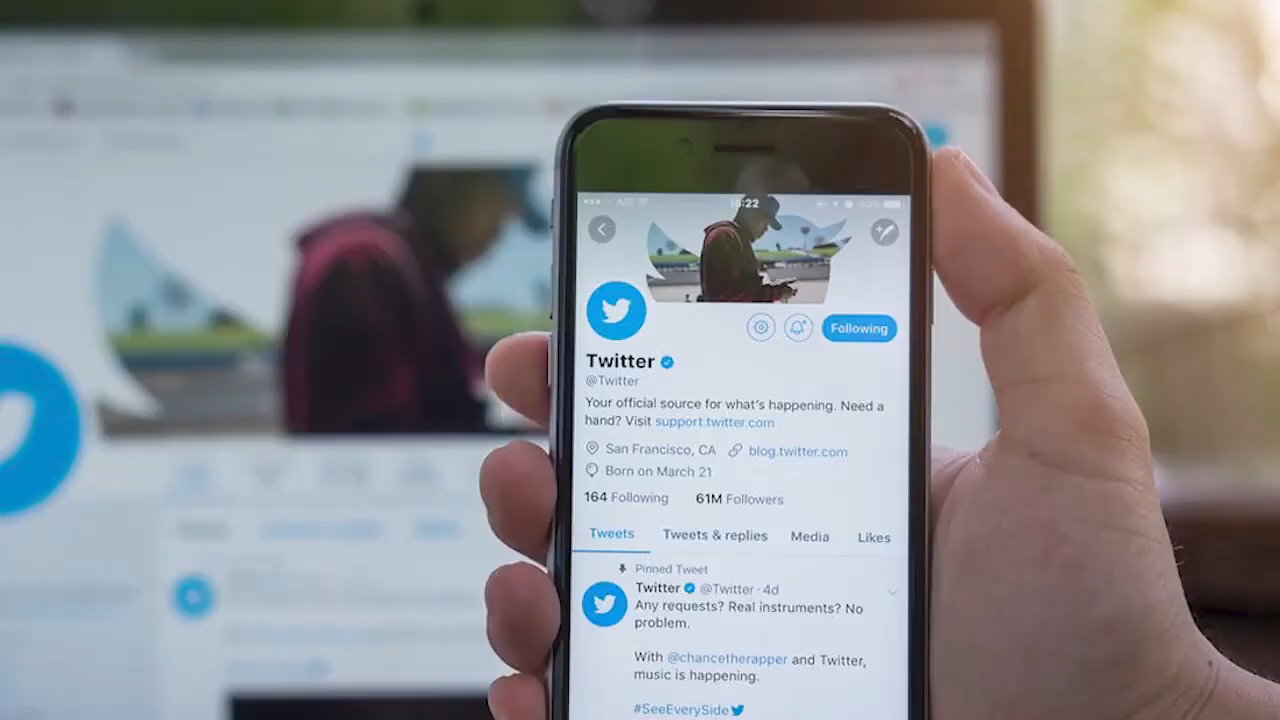 16:22
Following
Twitter
@Twitter
Your official source for what's happening. Need a
hand? Visit support.twitter.com
San Francisco, CA blog.twitter.com
Born on March 21
164 Following 61M Followers
Tweets Tweets & replies Media Likes
Pinned Tweet
Twitter @Twitter · 4d
Any requests? Real instruments? No
problem.
With @chancetherapper and Twitter,
music is happening.
#SeeEverySide